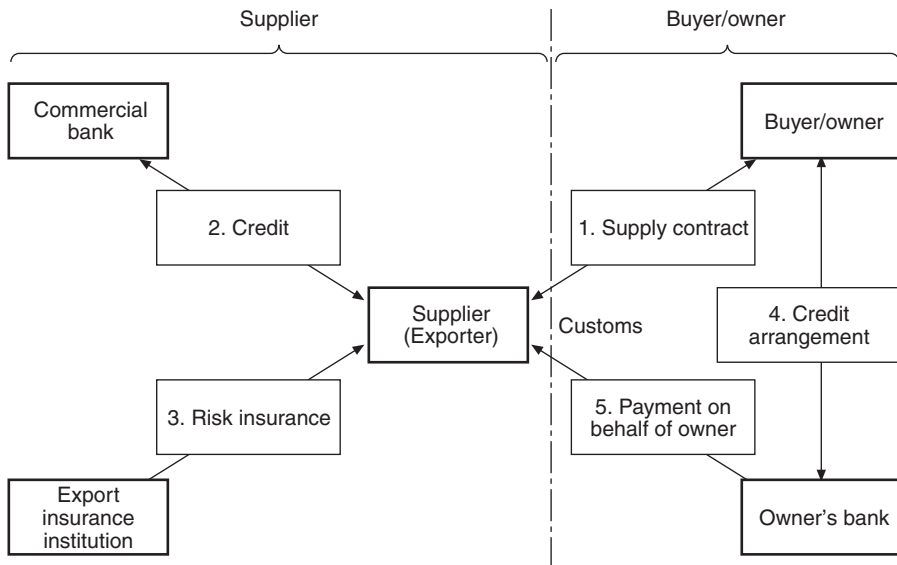 Supplier
Buyer/owner
Commercial
bank
Buyer/owner
2. Credit
1. Supply contract
Supplier
(Exporter)
Customs
4. Credit
arrangement
3. Risk insurance
5. Payment on
behalf of owner
Export
insurance
institution
Owner's bank